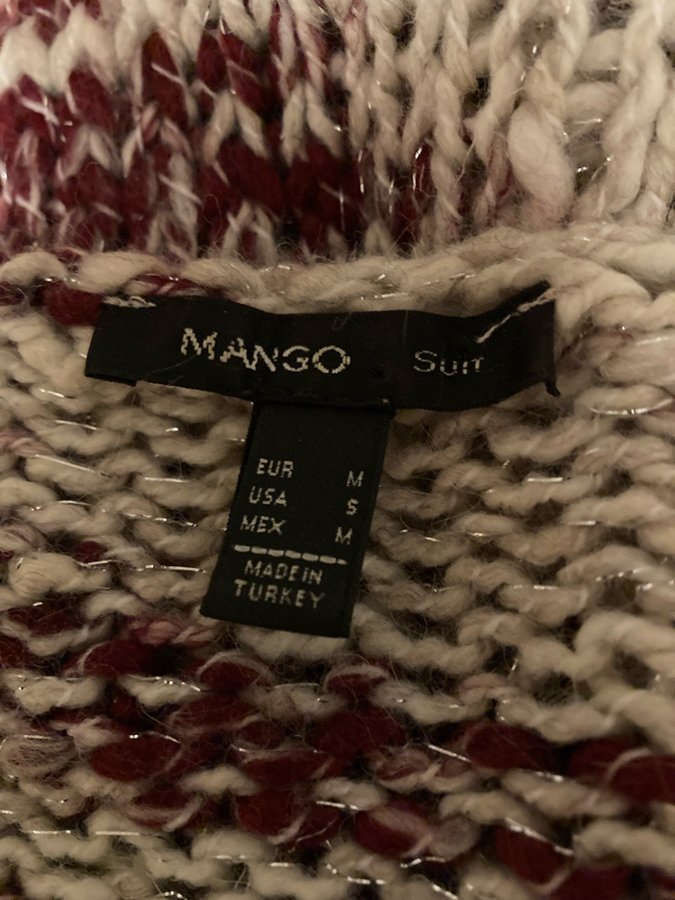 MANGO SUIT
EUR M
USA S
MEX M
MADE IN
TURKEY